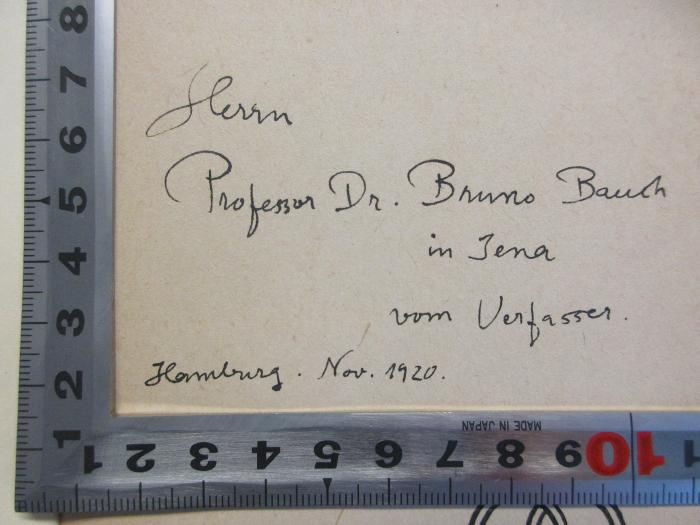 Herrn
Professor Dr. Bruno Bauch
in Jena
vom Verfasser.
Hamburg. Nov. 1920.
8
7
6
5
4
3
2
1
1 2 3 4 5 6 7 8 9 10 1
MADE IN JAPAN